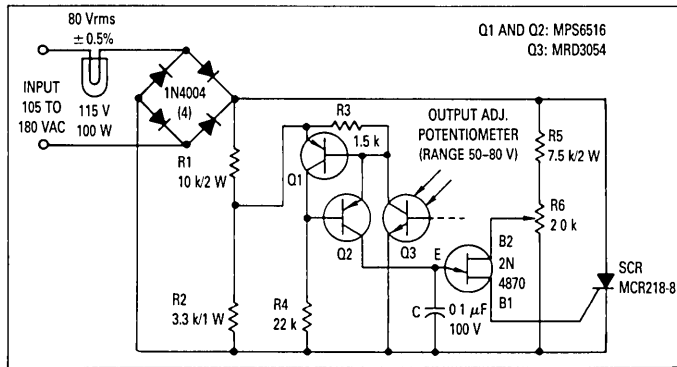 80 Vrms
± 0.5%
Q1 AND Q2: MPS6516
Q3: MRD3054
INPUT
105 TO
180 VAC
115 V
100 W
1N4004
(4)
R1
10 k/2 W
R3
1.5 k
OUTPUT ADJ.
POTENTIOMETER
(RANGE 50–80 V)
R5
7.5 k/2 W
Q1
Q2
Q3
R6
2 0 k
E
B2
2N
4870
B1
SCR
MCR218-8
R2
3.3 k/1 W
R4
22 k
C
0 1 µF
100 V